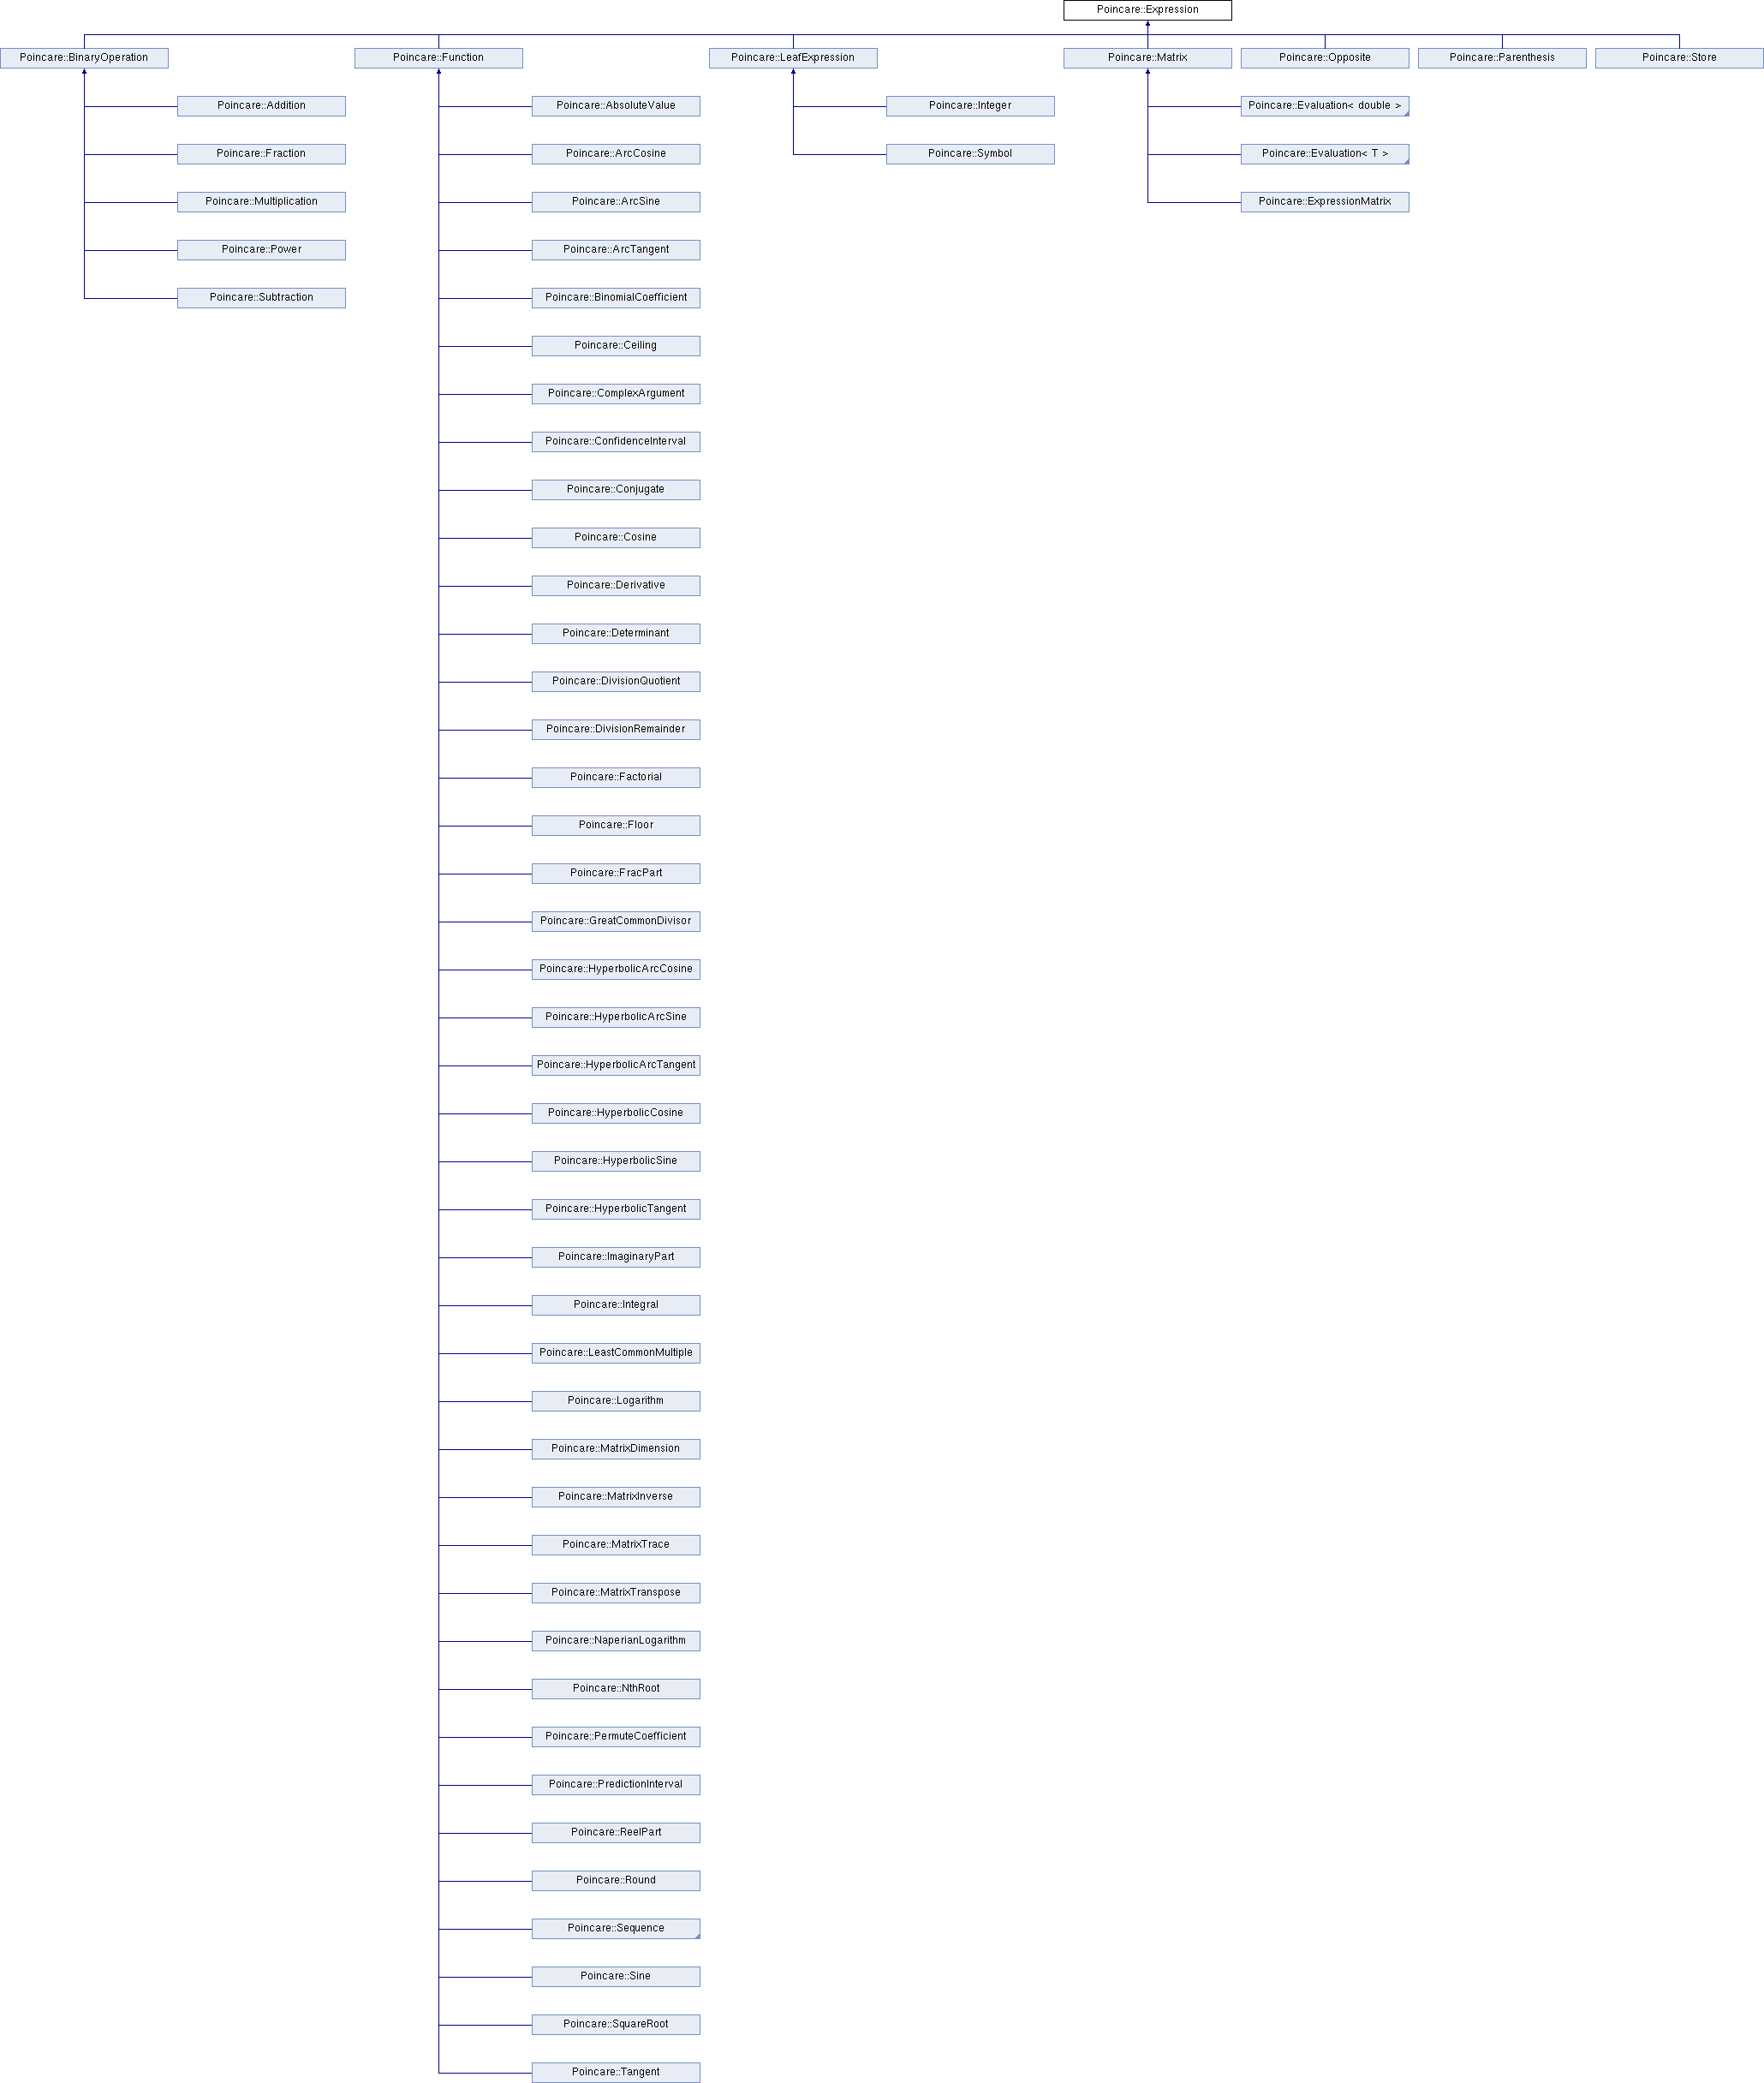 Poincare::Expression
Poincare::BinaryOperation
Poincare::Function
Poincare::LeafExpression
Poincare::Matrix
Poincare::Opposite
Poincare::Parenthesis
Poincare::Store
Poincare::Addition
Poincare::AbsoluteValue
Poincare::Integer
Poincare::Evaluation< double >
Poincare::Fraction
Poincare::ArcCosine
Poincare::Symbol
Poincare::Evaluation< T >
Poincare::Multiplication
Poincare::ArcSine
Poincare::ExpressionMatrix
Poincare::Power
Poincare::ArcTangent
Poincare::Subtraction
Poincare::BinomialCoefficient
Poincare::Ceiling
Poincare::ComplexArgument
Poincare::ConfidenceInterval
Poincare::Conjugate
Poincare::Cosine
Poincare::Derivative
Poincare::Determinant
Poincare::DivisionQuotient
Poincare::DivisionRemainder
Poincare::Factorial
Poincare::Floor
Poincare::FracPart
Poincare::GreatCommonDivisor
Poincare::HyperbolicArcCosine
Poincare::HyperbolicArcSine
Poincare::HyperbolicArcTangent
Poincare::HyperbolicCosine
Poincare::HyperbolicSine
Poincare::HyperbolicTangent
Poincare::ImaginaryPart
Poincare::Integral
Poincare::LeastCommonMultiple
Poincare::Logarithm
Poincare::MatrixDimension
Poincare::MatrixInverse
Poincare::MatrixTrace
Poincare::MatrixTranspose
Poincare::NaperianLogarithm
Poincare::NthRoot
Poincare::PermuteCoefficient
Poincare::PredictionInterval
Poincare::ReelPart
Poincare::Round
Poincare::Sequence
Poincare::Sine
Poincare::SquareRoot
Poincare::Tangent